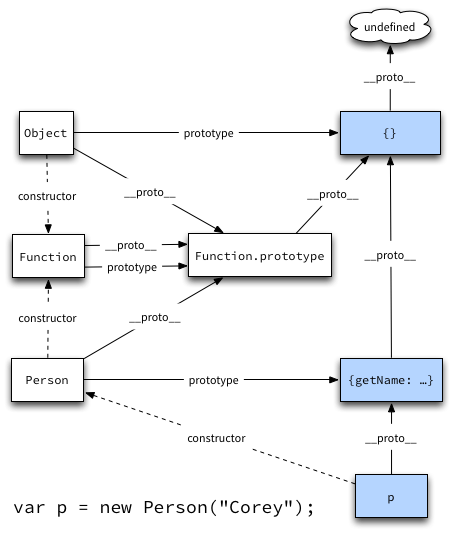 undefined
__proto__
Object
prototype
{}
constructor
__proto__
__proto__
Function
__proto__
prototype
Function.prototype
__proto__
constructor
__proto__
Person
prototype
{getName: …}
constructor
__proto__
p
var p = new Person("Corey");